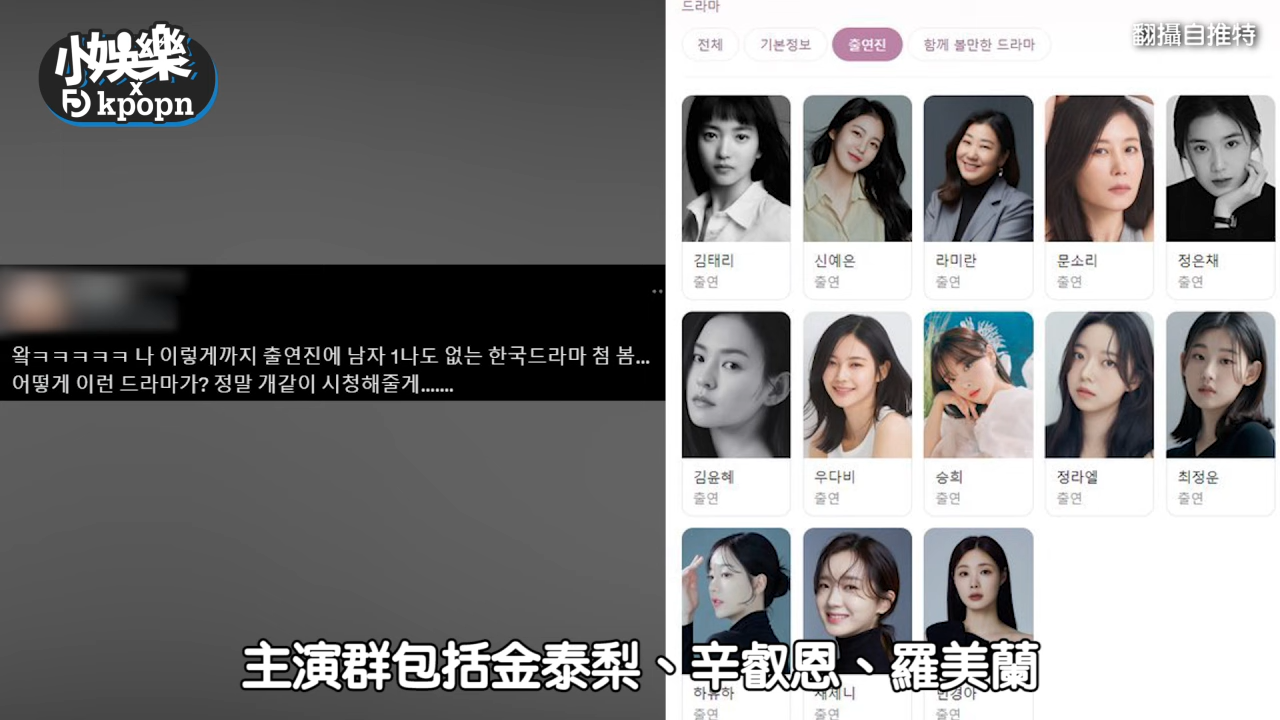 小娛樂
x
kpopn
翻攝自推特
드라마
전체
기본정보
출연진
함께 볼만한 드라마
왘ㅋㅋㅋㅋㅋ 나 이렇게까지 출연진에 남자 1나도 없는 한국드라마 첨 봄...
어떻게 이런 드라마가? 정말 개같이 시청해줄게.......
김태리
출연
신예은
출연
라미란
출연
문소리
출연
정은채
출연
김윤혜
출연
우다비
출연
승희
출연
정라엘
출연
최정운
출연
출연
출연
출연
主演群包括金泰梨、辛叡恩、羅美蘭